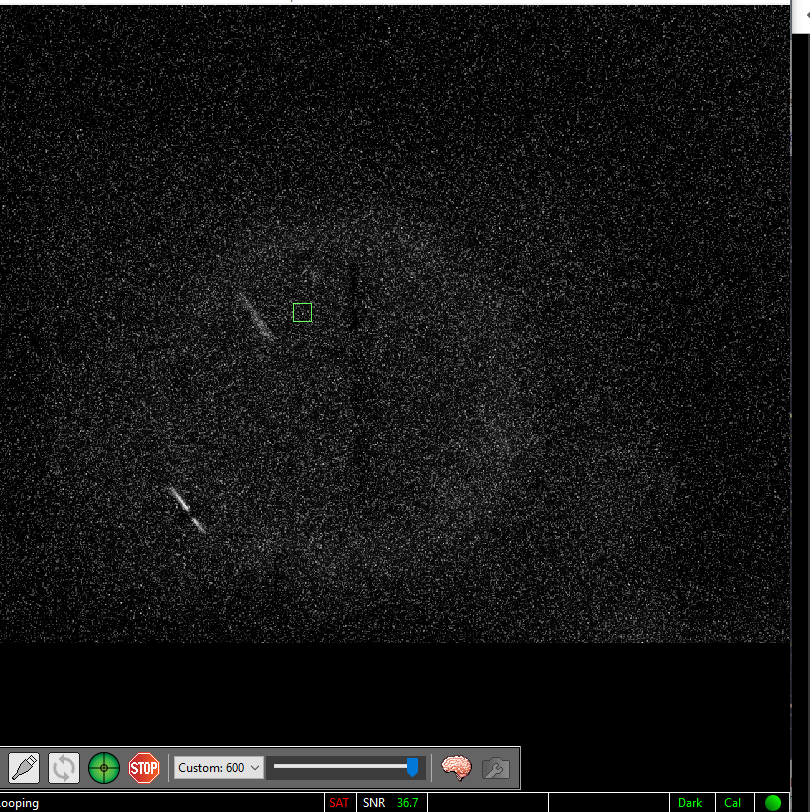 STOP
Custom: 600
ooping
SAT
SNR 36.7
Dark
Cal